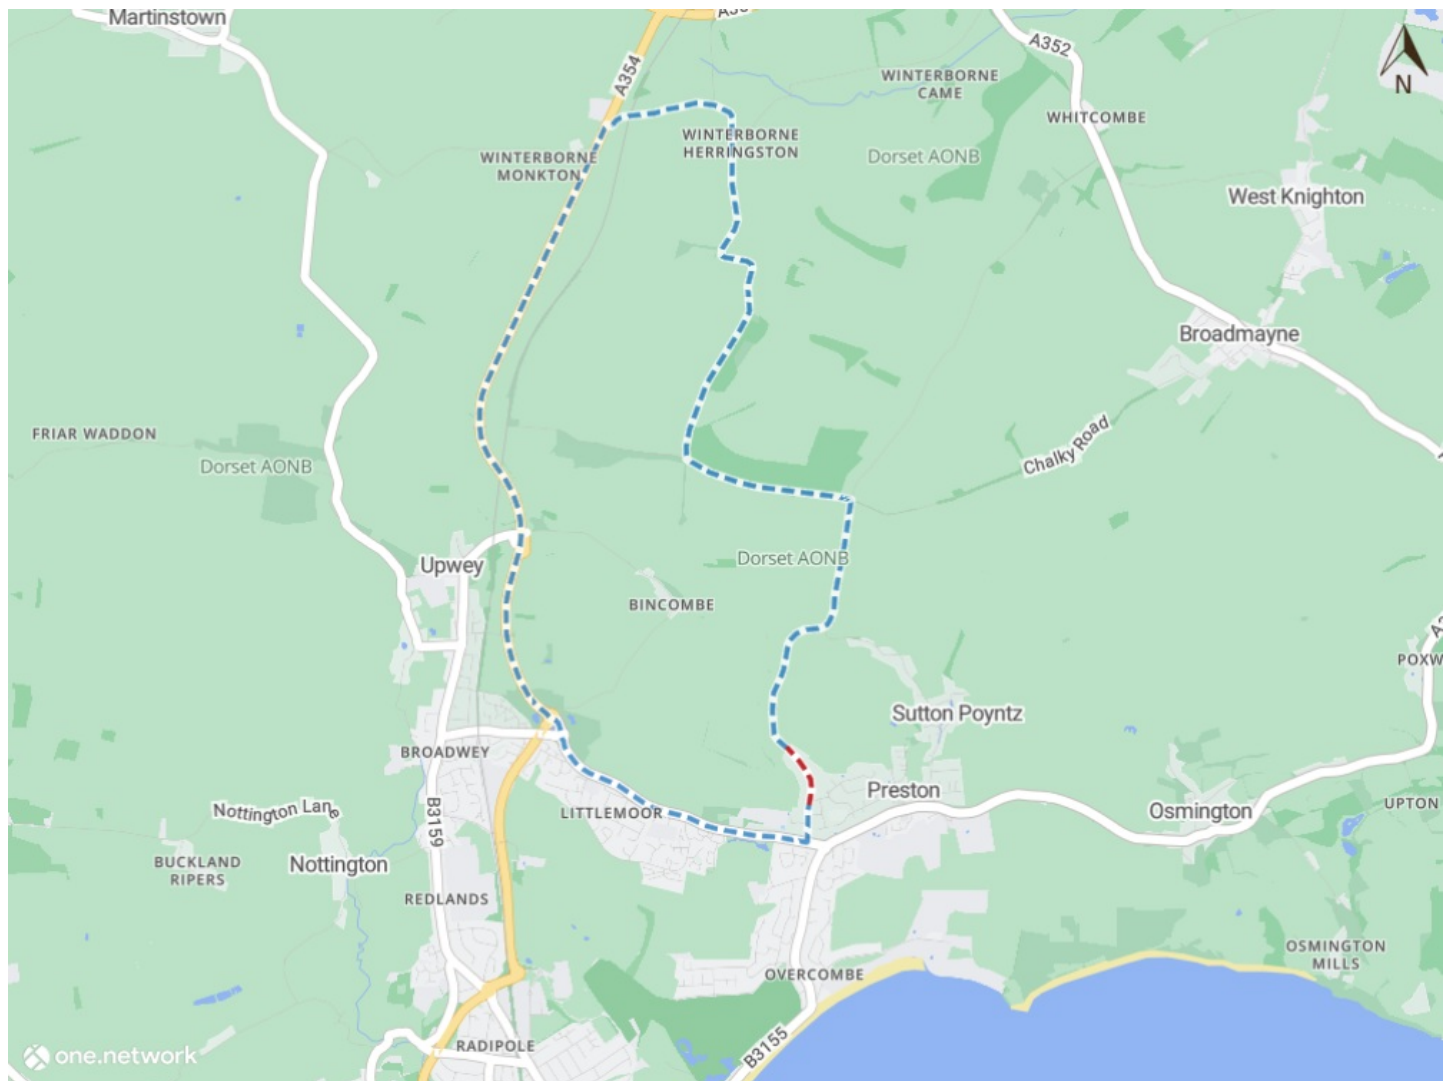 Martinstown
A35
A354
A352
N
WINTERBORNE
CAME
WHITCOMBE
WINTERBORNE
HERRINGSTON
Dorset AONB
WINTERBORNE
MONKTON
West Knighton
Broadmayne
FRIAR WADDON
Dorset AONB
Chalky Road
Upwey
Dorset AONB
BINCOMBE
POXW
Sutton Poyntz
BROADWEY
Preston
Nottington Lane
B3159
LITTLEMOOR
Osmington
UPTON
BUCKLAND
RIPERS
Nottington
REDLANDS
OSMINGTON
MILLS
OVERCOMBE
one.network
RADIPOLE
B3155